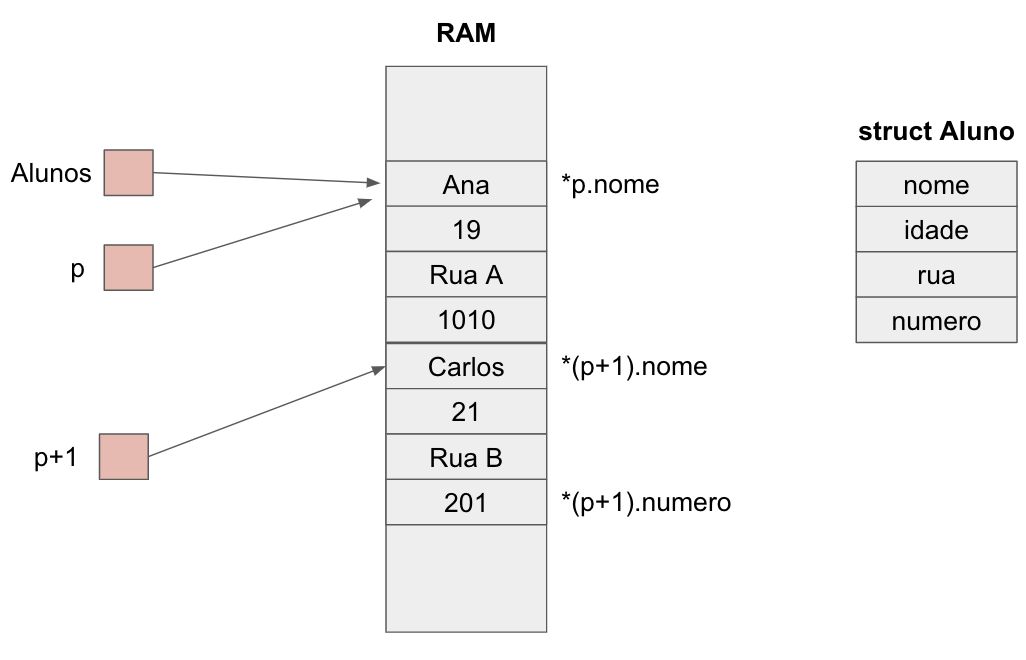 RAM
struct Aluno
Alunos
p
p+1
Ana
19
Rua A
1010
Carlos
21
Rua B
201
*p.nome
*(p+1).nome
*(p+1).numero
nome
idade
rua
numero